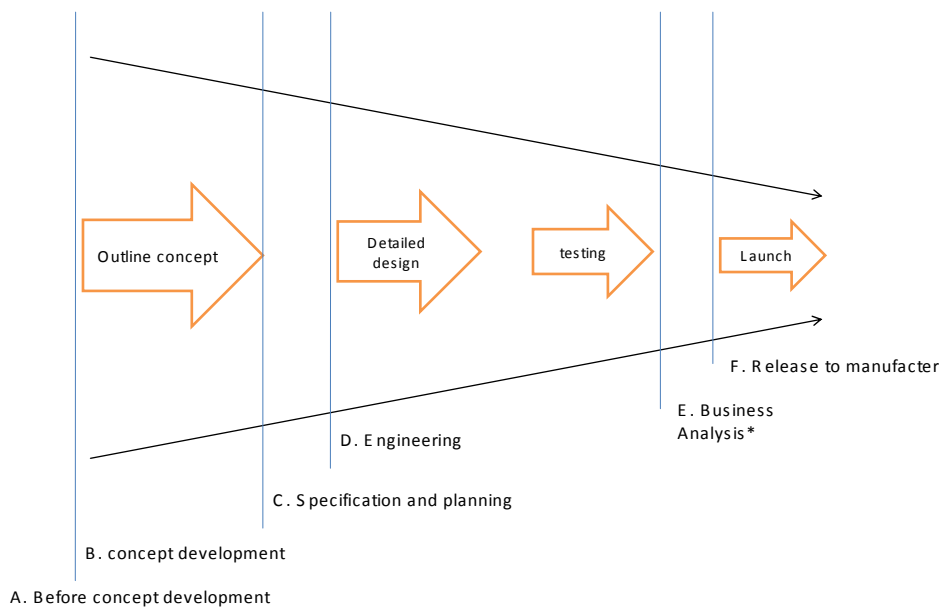 Outline concept
Detailed
design
testing
Launch
F. Release to manufacter
E. Business
Analysis*
D. Engineering
C. Specification and planning
B. concept development
A. Before concept development